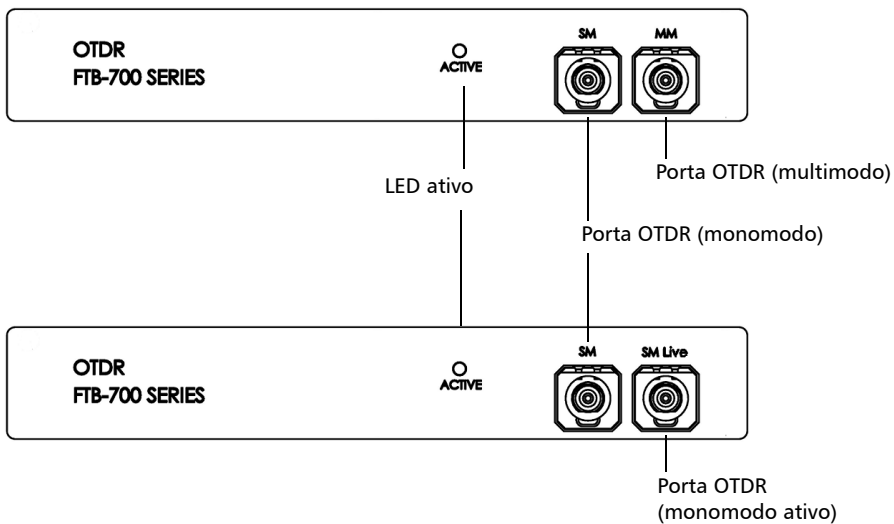 OTDR
FTB-700 SERIES
ACTIVE
SM
MM
Porta OTDR (multimodo)
LED ativo
Porta OTDR (monomodo)
OTDR
FTB-700 SERIES
ACTIVE
SM
SM Live
Porta OTDR
(monomodo ativo)